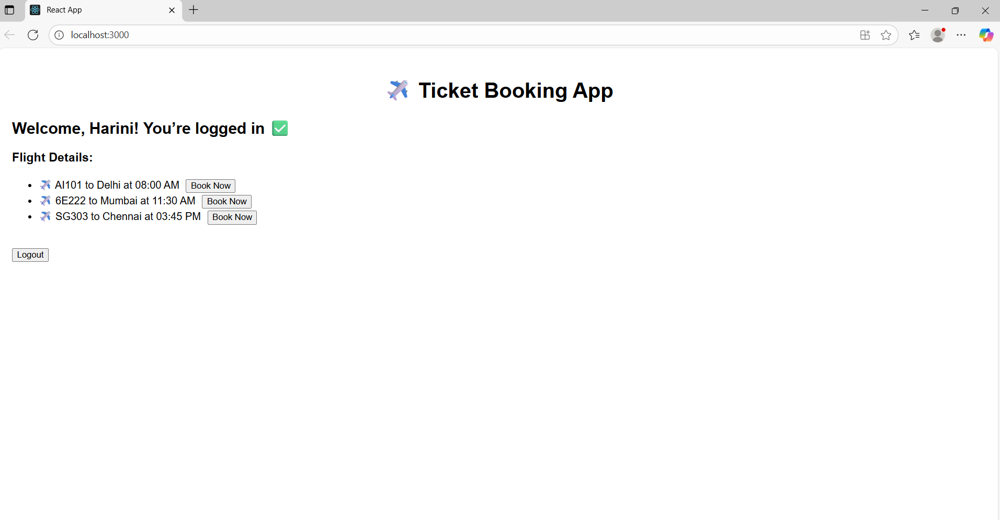 React App
localhost:3000
✈️ Ticket Booking App
Welcome, Harini! You’re logged in ✅
Flight Details:
• ✈️ AI101 to Delhi at 08:00 AM Book Now
• ✈️ 6E222 to Mumbai at 11:30 AM Book Now
• ✈️ SG303 to Chennai at 03:45 PM Book Now
Logout